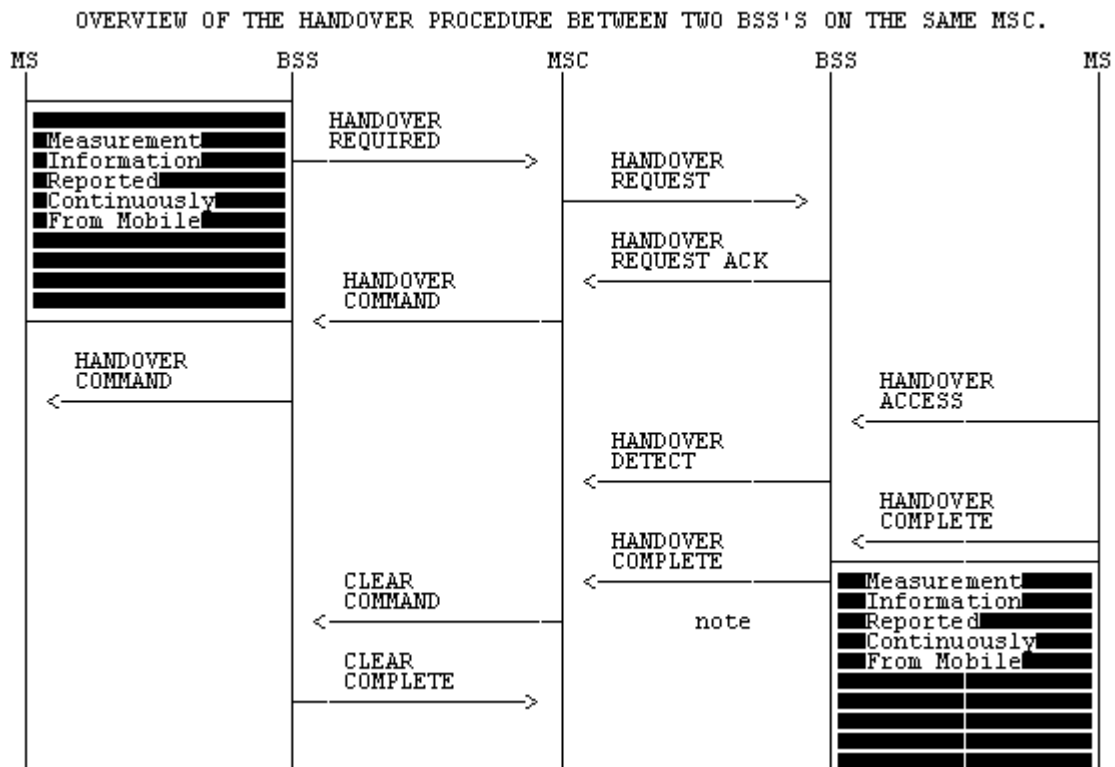 OVERVIEW OF THE HANDOVER PROCEDURE BETWEEN TWO BSS'S ON THE SAME MSC.
MS BSS MSC BSS MS
Measurement
Information
Reported
Continuously
From Mobile
HANDOVER
REQUIRED
HANDOVER
REQUEST
HANDOVER
REQUEST ACK
HANDOVER
COMMAND
HANDOVER
COMMAND
HANDOVER
ACCESS
HANDOVER
DETECT
HANDOVER
COMPLETE
HANDOVER
COMPLETE
Measurement
Information
Reported
Continuously
From Mobile
CLEAR
COMMAND
note
CLEAR
COMPLETE